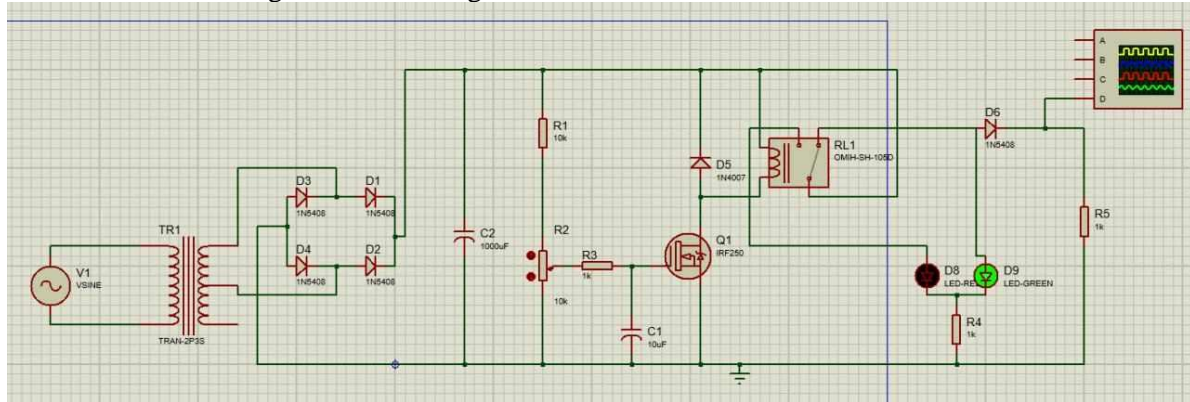 A
B
C
D
D6
1N5408
R1
10k
RL1
OMIH-SH-105D
D5
1N4007
D3
1N5408
D1
1N5408
R5
1k
TR1
C2
1000uF
R2
10k
R3
1k
Q1
IRF250
D4
1N5408
D2
1N5408
V1
VSINE
D8
LED-RE
D9
LED-GREEN
C1
10uF
R4
1k
TRAN-2P3S